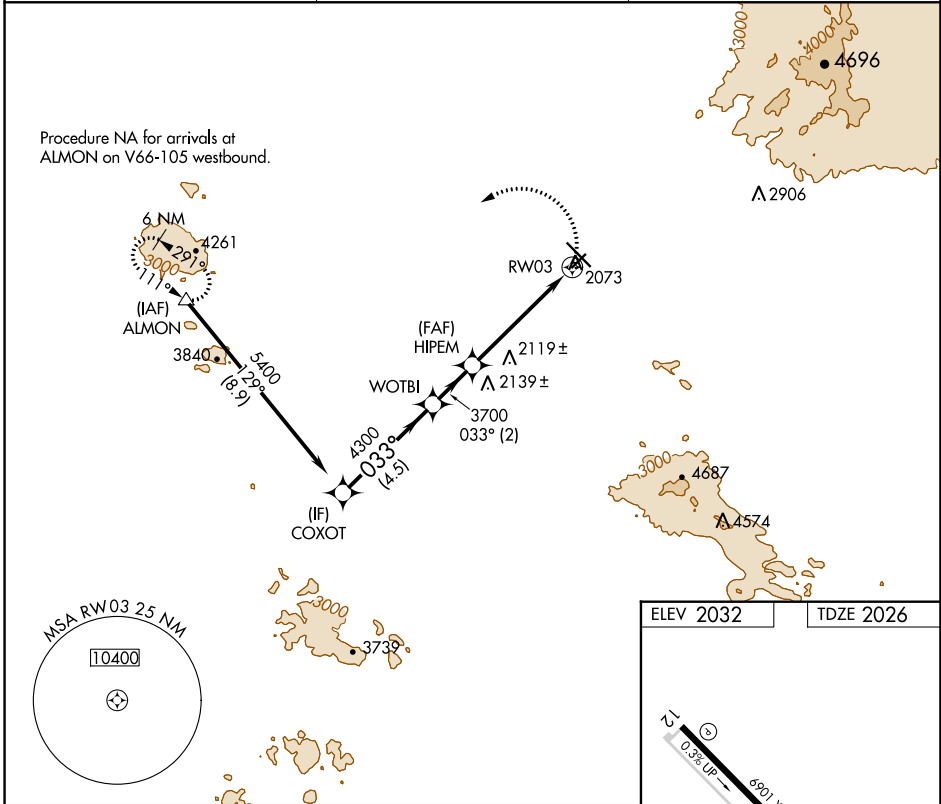 3000
4000
4696
Procedure NA for arrivals at
ALMON on V66-105 westbound.
2906
6 NM
4261
291°
3000
111°
RW03
2073
(IAF)
ALMON
(FAF)
HIPEM
2119±
3840
5400
129°
(8.9)
WOTBI
2139±
3700
033° (2)
4300
033°
(4.5)
3000
4687
(IF)
COXOT
4574
MSA RW03 25 NM
10400
3000
3739
ELEV 2032
TDZE 2026
12
P
0.3% UP
6901